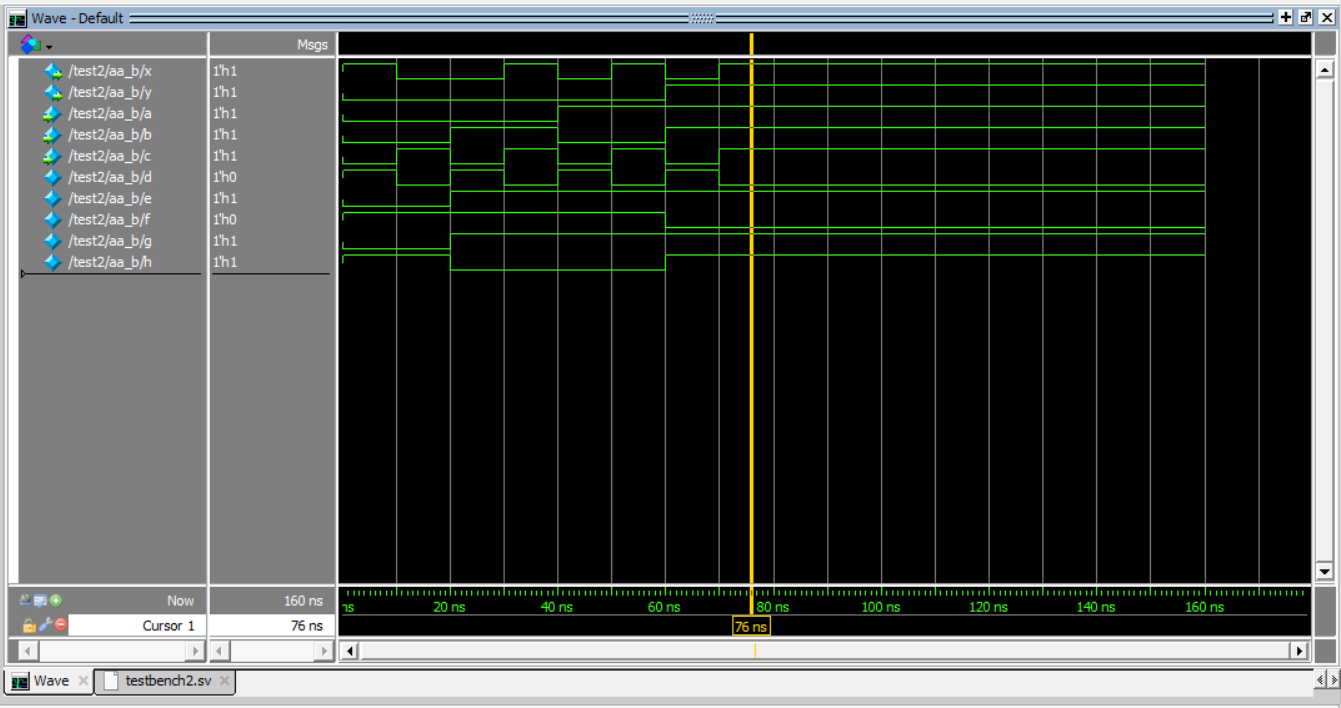 Wave - Default
Msgs
/test2/aa_b/x 1'h1
/test2/aa_b/y 1'h1
/test2/aa_b/a 1'h1
/test2/aa_b/b 1'h1
/test2/aa_b/c 1'h1
/test2/aa_b/d 1'h0
/test2/aa_b/e 1'h1
/test2/aa_b/f 1'h0
/test2/aa_b/g 1'h1
/test2/aa_b/h 1'h1
Now 160 ns ns 20 ns 40 ns 60 ns 80 ns 100 ns 120 ns 140 ns 160 ns
Cursor 1 76 ns 76 ns
Wave testbench2.sv